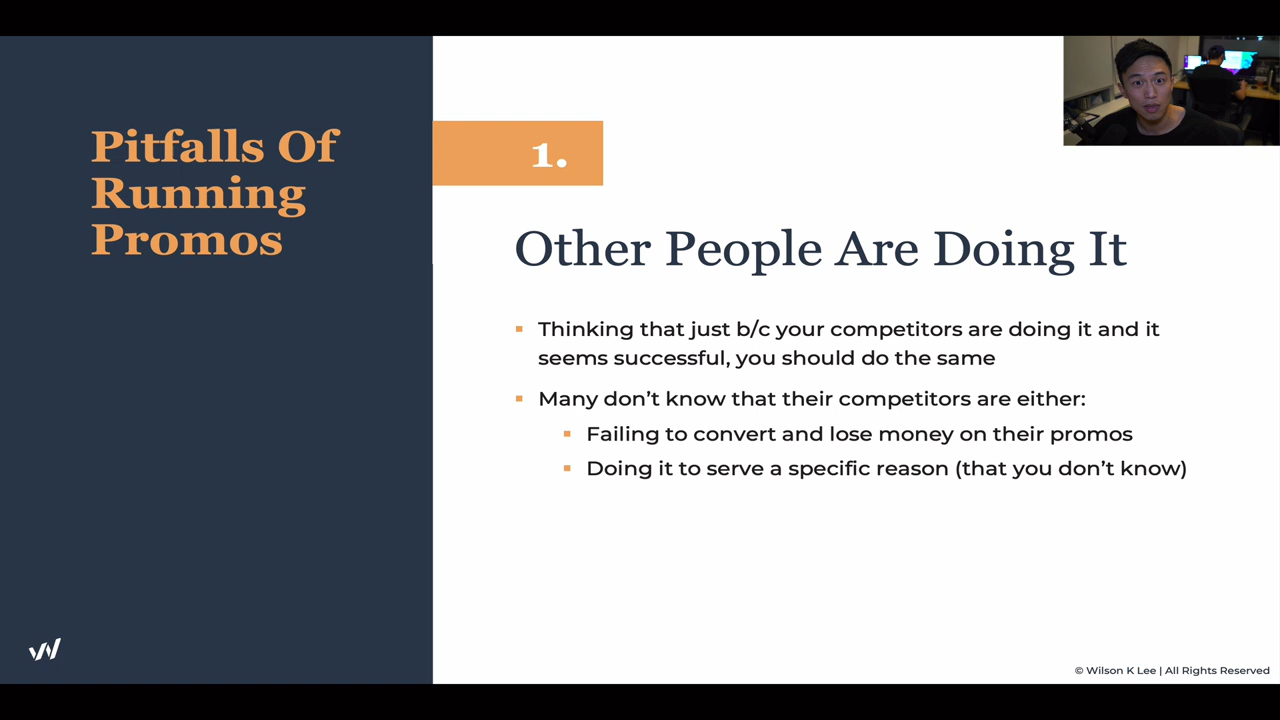 Pitfalls Of
Running
Promos
1.
Other People Are Doing It
Thinking that just b/c your competitors are doing it and it
seems successful, you should do the same
Many don’t know that their competitors are either:
Failing to convert and lose money on their promos
Doing it to serve a specific reason (that you don’t know)
© Wilson K Lee | All Rights Reserved